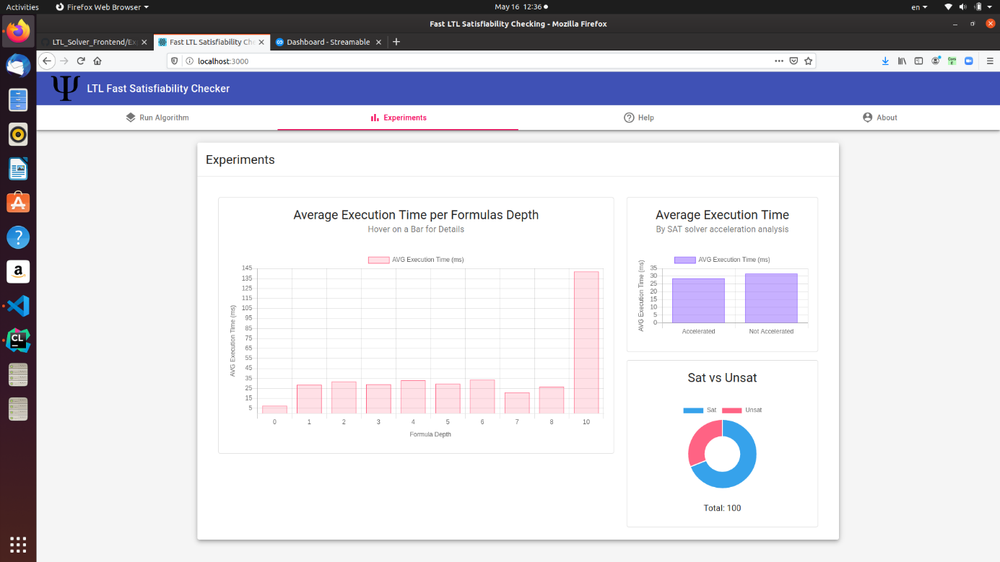 Activities
Firefox Web Browser
May 16 12:36
en
Fast LTL Satisfiability Checking - Mozilla Firefox
LTL_Solver_Frontend/Exp
Fast LTL Satisfiability Che
Dashboard - Streamable
localhost:3000
Ψ
LTL Fast Satisfiability Checker
Run Algorithm
Experiments
Help
About
Experiments
Average Execution Time per Formulas Depth
Hover on a Bar for Details
AVG Execution Time (ms)
145
135
125
115
105
95
85
75
65
55
45
35
25
15
5
AVG Execution Time (ms)
0 1 2 3 4 5 6 7 8 10
Formula Depth
Average Execution Time
By SAT solver acceleration analysis
AVG Execution Time (ms)
35
30
25
20
15
10
5
0
AVG Execution Time (ms)
Accelerated Not Accelerated
Sat vs Unsat
Sat Unsat
Total: 100